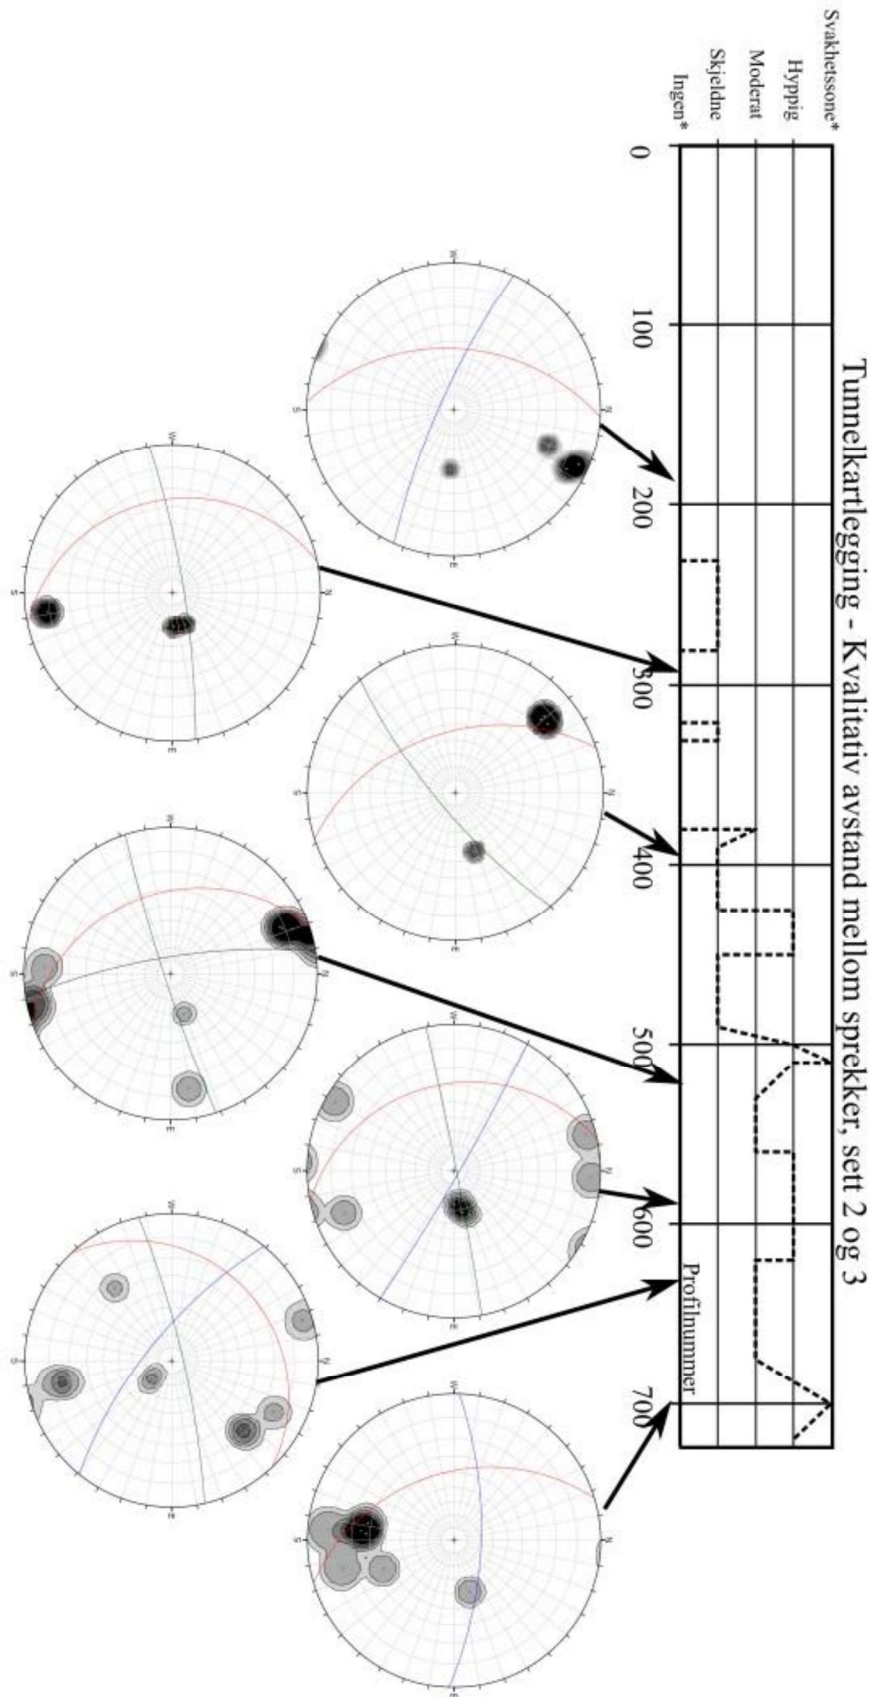 Tunnelkartlegging - Kvalitativ avstand mellom sprekker, sett 2 og 3
Svakhetssone*
Hyppig
Moderat
Skjeldne
Ingen*
0
100
200
300
400
500
600
700
Profilnummer
N
E
S
W
N
E
S
W
N
E
S
W
N
E
S
W
N
E
S
W
N
E
S
W
N
E
S
W